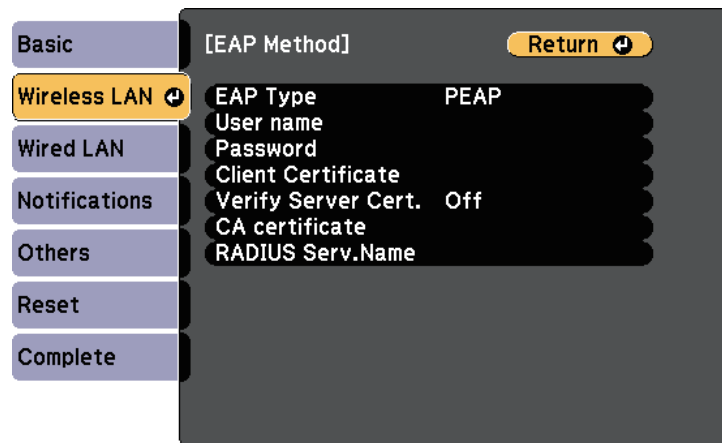 Basic
Wireless LAN
Wired LAN
Notifications
Others
Reset
Complete
[EAP Method]
Return
EAP Type PEAP
User name
Password
Client Certificate
Verify Server Cert. Off
CA certificate
RADIUS Serv.Name